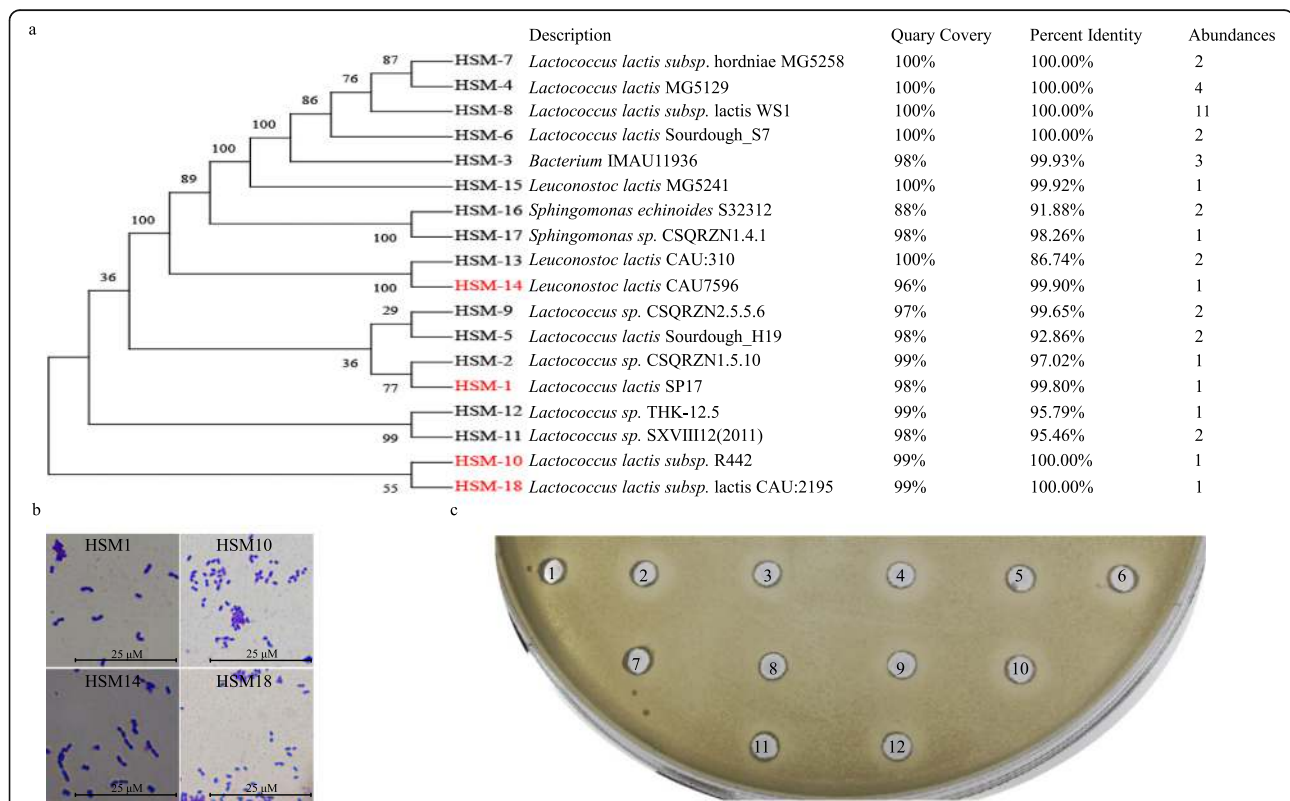 a
Description Quary Covery Percent Identity Abundances
87 HSM-7 Lactococcus lactis subsp. hordniae MG5258 100% 100.00% 2
76 HSM-4 Lactococcus lactis MG5129 100% 100.00% 4
86 HSM-8 Lactococcus lactis subsp. lactis WS1 100% 100.00% 11
100 HSM-6 Lactococcus lactis Sourdough_S7 100% 100.00% 2
100 HSM-3 Bacterium IMAU11936 98% 99.93% 3
89 HSM-15 Leuconostoc lactis MG5241 100% 99.92% 1
100 HSM-16 Sphingomonas echinoides S32312 88% 91.88% 2
100 HSM-17 Sphingomonas sp. CSQRZN1.4.1 98% 98.26% 1
36 HSM-13 Leuconostoc lactis CAU:310 100% 86.74% 2
100 HSM-14 Leuconostoc lactis CAU7596 96% 99.90% 1
29 HSM-9 Lactococcus sp. CSQRZN2.5.5.6 97% 99.65% 2
HSM-5 Lactococcus lactis Sourdough_H19 98% 92.86% 2
36 HSM-2 Lactococcus sp. CSQRZN1.5.10 99% 97.02% 1
77 HSM-1 Lactococcus lactis SP17 98% 99.80% 1
HSM-12 Lactococcus sp. THK-12.5 99% 95.79% 1
99 HSM-11 Lactococcus sp. SXVIII12(2011) 98% 95.46% 2
HSM-10 Lactococcus lactis subsp. R442 99% 100.00% 1
55 HSM-18 Lactococcus lactis subsp. lactis CAU:2195 99% 100.00% 1
b
HSM1 HSM10
25 µM 25 µM
HSM14 HSM18
25 µM 25 µM
c
1 2 3 4 5 6
7 8 9 10
11 12